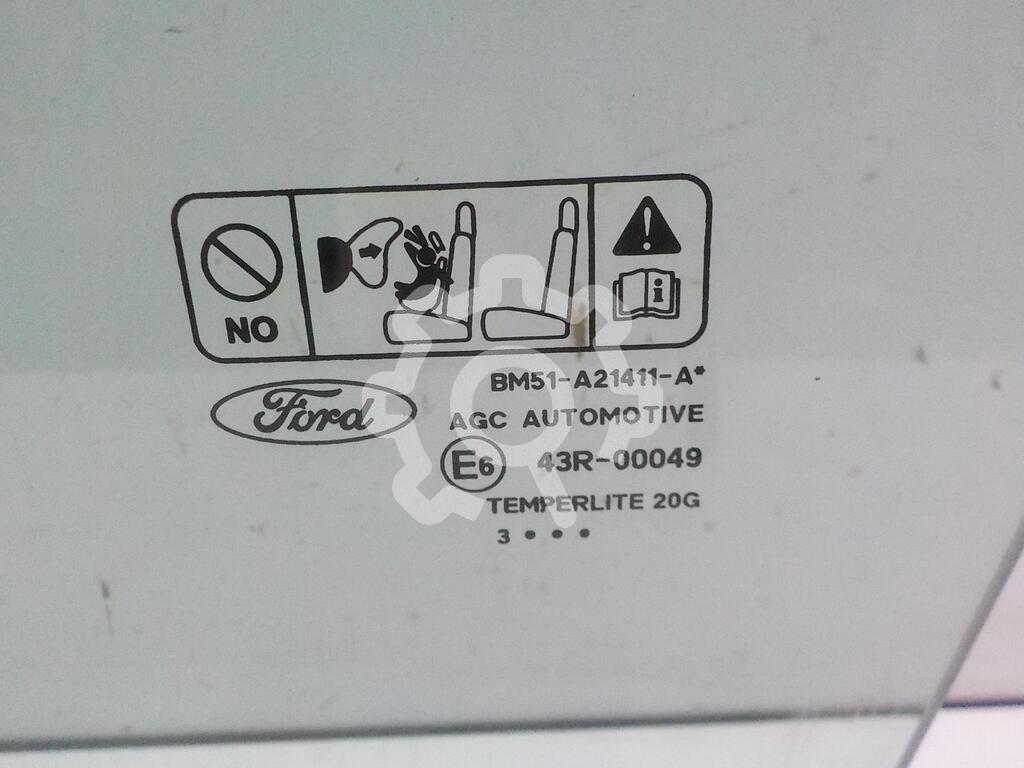 NO
i
Ford
BM51-A21411-A*
AGC AUTOMOTIVE
E6 43R-00049
TEMPERLITE 20G
3 • • •